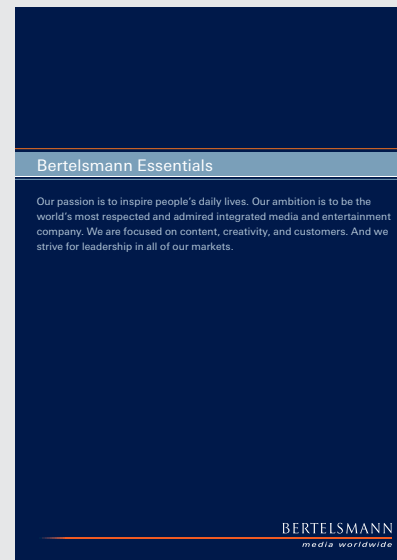 Bertelsmann Essentials
Our passion is to inspire people's daily lives. Our ambition is to be the
world's most respected and admired integrated media and entertainment
company. We are focused on content, creativity, and customers. And we
strive for leadership in all of our markets.
BERTELSMANN
media worldwide